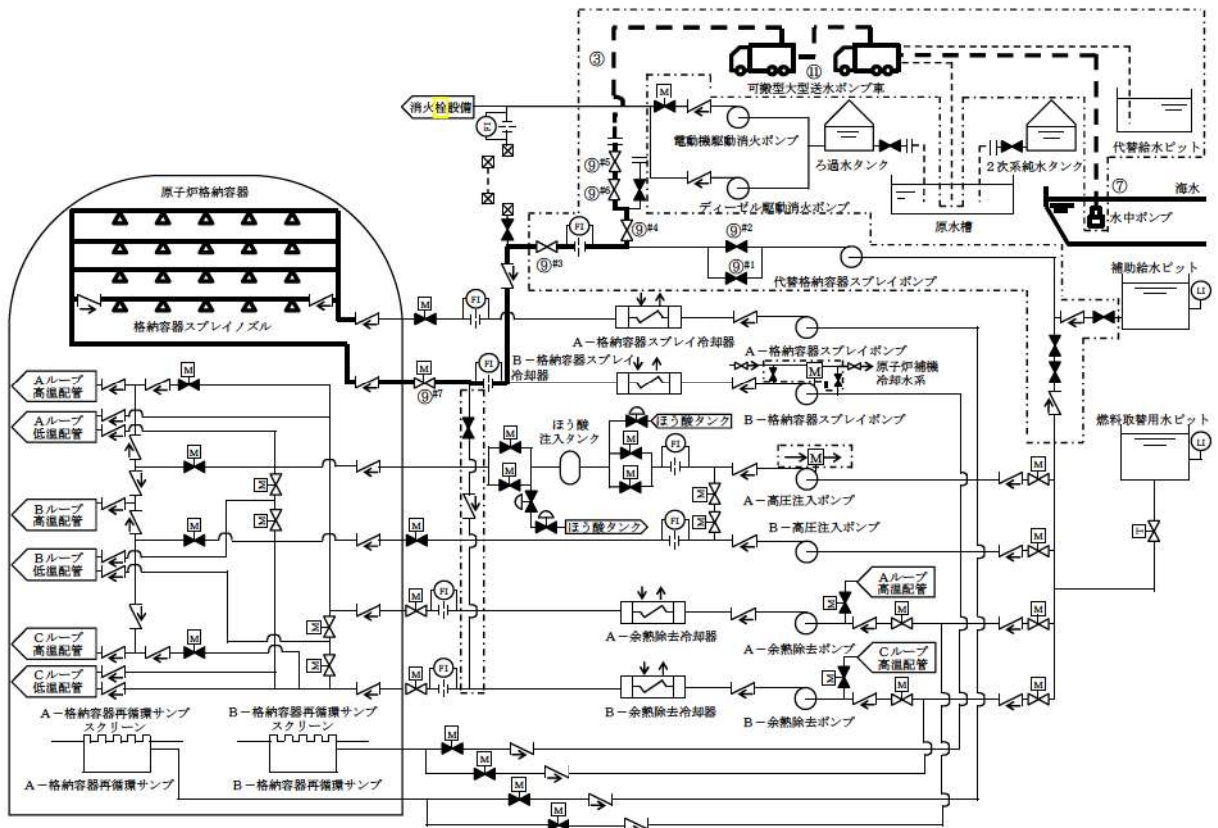 ③
⑪
可搬型大型送水ポンプ車
消火栓設備
M
FI
電動機駆動消火ポンプ
ろ過水タンク
2次系純水タンク
代替給水ピット
⑨#5
⑨#6
ディーゼル駆動消火ポンプ
原水槽
⑦
海水
水中ポンプ
原子炉格納容器
⑨#4
FI
⑨#3
⑨#2
⑨#1
代替格納容器スプレイポンプ
補助給水ピット
LI
格納容器スプレイノズル
M
FI
A-格納容器スプレイ冷却器
A-格納容器スプレイポンプ
B-格納容器スプレイ
冷却器
M
FI
⑨#7
M
原子炉補機
冷却水系
B-格納容器スプレイポンプ
燃料取替用水ピット
LI
Aループ
高温配管
M
Aループ
低温配管
ほう酸
注入タンク
ほう酸タンク
M
M
M
M
FI
M
M
A-高圧注入ポンプ
M
M
M
Bループ
高温配管
M
M
M
ほう酸タンク
FI
B-高圧注入ポンプ
M
T
Bループ
低温配管
Aループ
高温配管
M
FI
A-余熱除去冷却器
M
M
M
A-余熱除去ポンプ
M
Cループ
高温配管
M
M
Cループ
高温配管
Cループ
低温配管
M
FI
B-余熱除去冷却器
M
M
M
B-余熱除去ポンプ
A-格納容器再循環サンプ
スクリーン
B-格納容器再循環サンプ
スクリーン
M
M
A-格納容器再循環サンプ
B-格納容器再循環サンプ
M
M